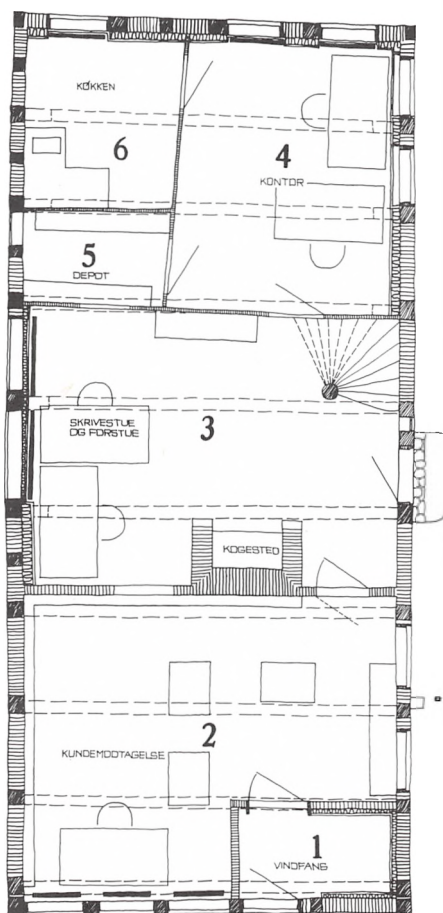 KØKKEN
6
4
KONTOR
5
DEPOT
SKRIVESTUE
OG FORSTUE
3
KOGESTED
2
KUNDEMODTAGELSE
1
VINDFANG